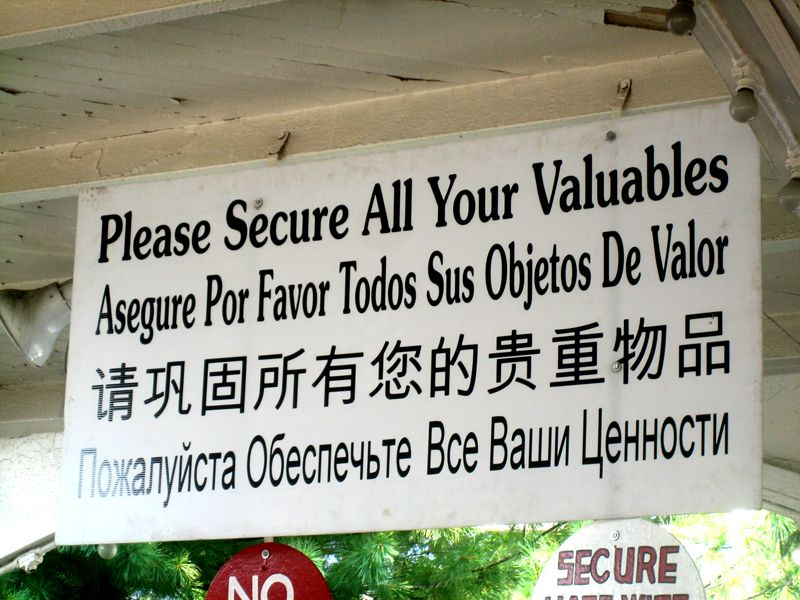 Please Secure All Your Valuables
Asegure Por Favor Todos Sus Objetos De Valor
请巩固所有您的贵重物品
Пожалуйста Обеспечьте Все Ваши Ценности
NO
SECURE